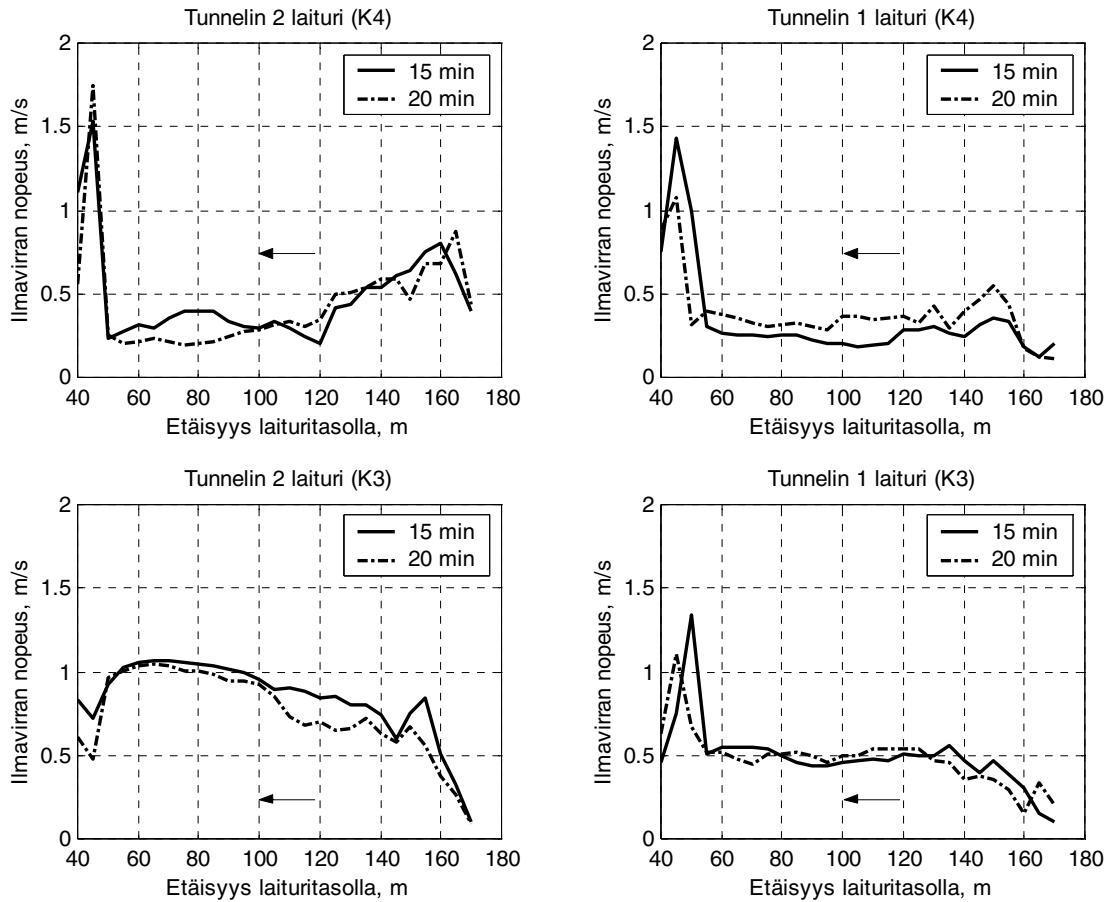 Tunnelin 2 laituri (K4)
2
1.5
1
0.5
0
Ilmavirran nopeus, m/s
15 min
20 min
40 60 80 100 120 140 160 180
Etäisyys laituritasolla, m
Tunnelin 1 laituri (K4)
2
1.5
1
0.5
0
Ilmavirran nopeus, m/s
15 min
20 min
40 60 80 100 120 140 160 180
Etäisyys laituritasolla, m
Tunnelin 2 laituri (K3)
2
1.5
1
0.5
0
Ilmavirran nopeus, m/s
15 min
20 min
40 60 80 100 120 140 160 180
Etäisyys laituritasolla, m
Tunnelin 1 laituri (K3)
2
1.5
1
0.5
0
Ilmavirran nopeus, m/s
15 min
20 min
40 60 80 100 120 140 160 180
Etäisyys laituritasolla, m